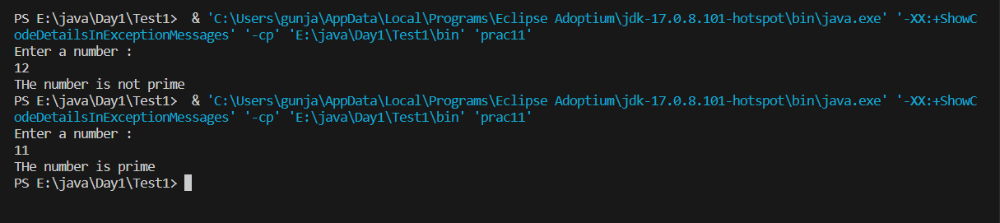 PS E:\java\Day1\Test1>  & 'C:\Users\gunja\AppData\Local\Programs\Eclipse Adoptium\jdk-17.0.8.101-hotspot\bin\java.exe' '-XX:+ShowC
odeDetailsInExceptionMessages' '-cp' 'E:\java\Day1\Test1\bin' 'prac11'
Enter a number :
12
THe number is not prime
PS E:\java\Day1\Test1>  & 'C:\Users\gunja\AppData\Local\Programs\Eclipse Adoptium\jdk-17.0.8.101-hotspot\bin\java.exe' '-XX:+ShowC
odeDetailsInExceptionMessages' '-cp' 'E:\java\Day1\Test1\bin' 'prac11'
Enter a number :
11
THe number is prime
PS E:\java\Day1\Test1>